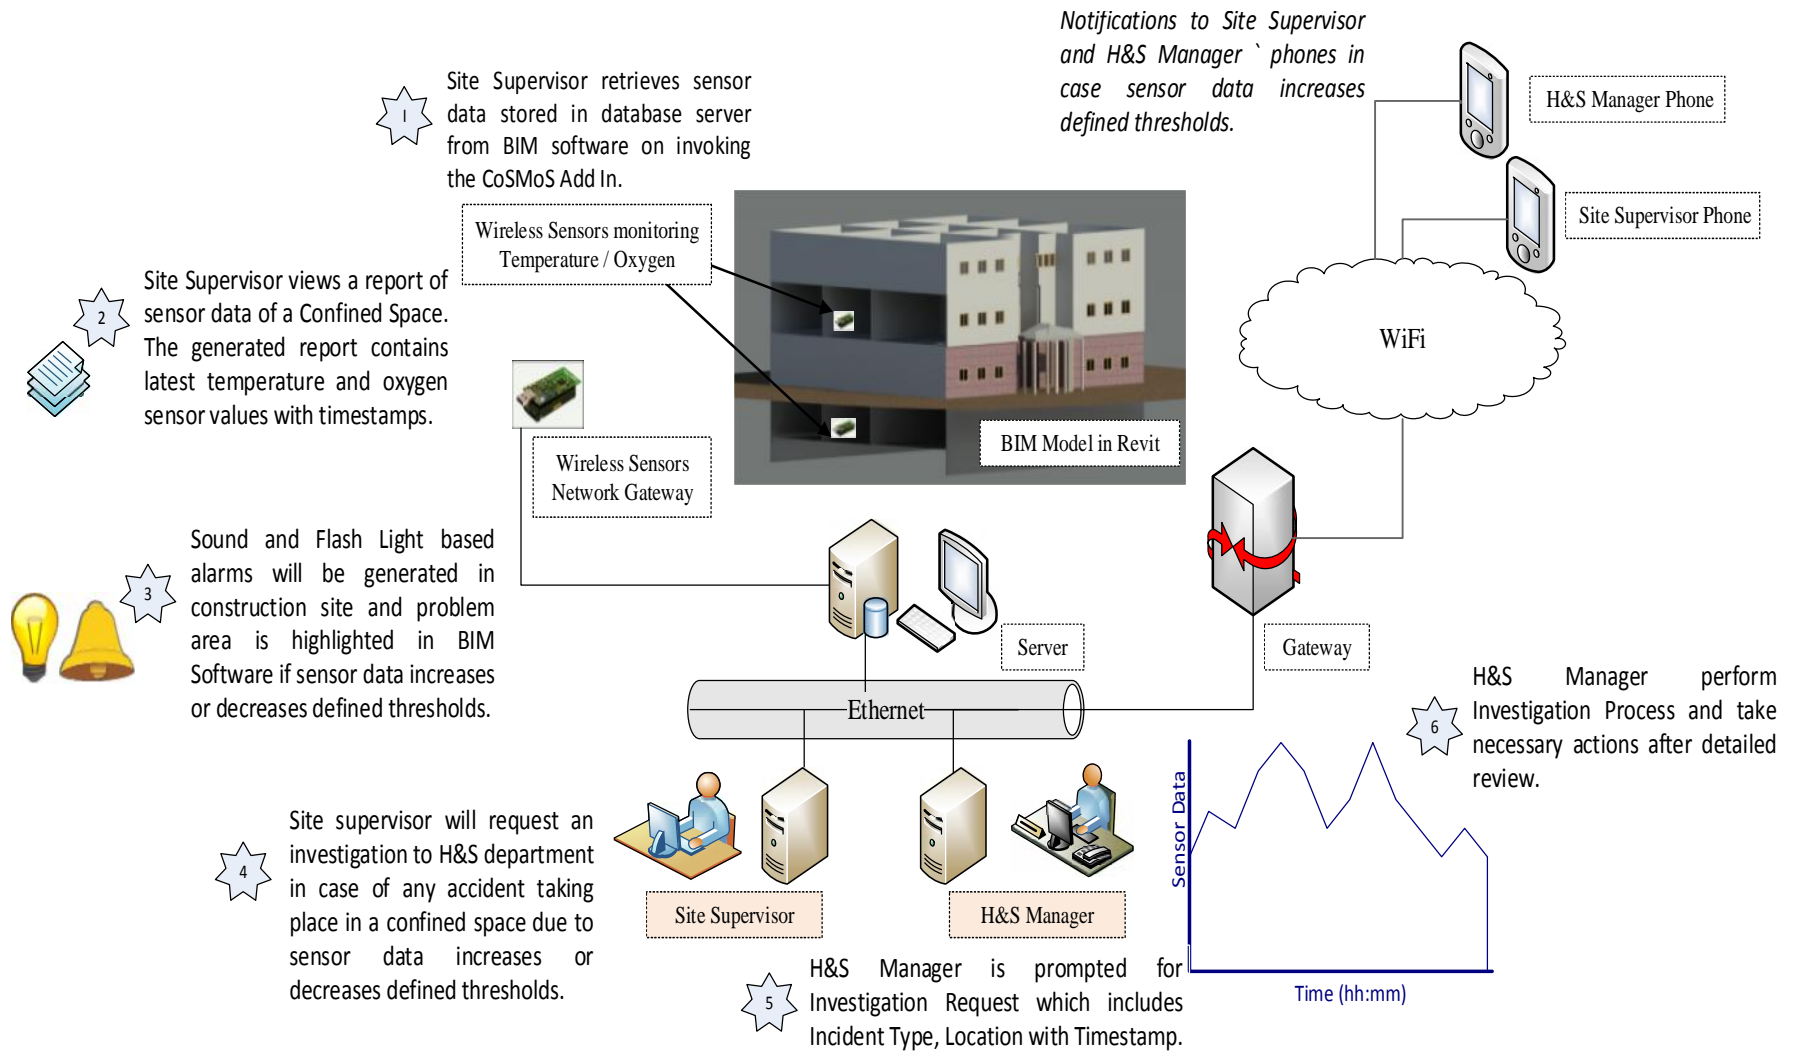 Notifications to Site Supervisor
and H&S Manager ` phones in
case sensor data increases
defined thresholds.
H&S Manager Phone
Site Supervisor Phone
WiFi
1
Site Supervisor retrieves sensor
data stored in database server
from BIM software on invoking
the CoSMoS Add In.
Wireless Sensors monitoring
Temperature / Oxygen
2
Site Supervisor views a report of
sensor data of a Confined Space.
The generated report contains
latest temperature and oxygen
sensor values with timestamps.
BIM Model in Revit
Wireless Sensors
Network Gateway
3
Sound and Flash Light based
alarms will be generated in
construction site and problem
area is highlighted in BIM
Software if sensor data increases
or decreases defined thresholds.
Server
Gateway
Ethernet
4
Site supervisor will request an
investigation to H&S department
in case of any accident taking
place in a confined space due to
sensor data increases or
decreases defined thresholds.
Site Supervisor
H&S Manager
5
H&S Manager is prompted for
Investigation Request which includes
Incident Type, Location with Timestamp.
6
H&S Manager perform
Investigation Process and take
necessary actions after detailed
review.
Sensor Data
Time (hh:mm)